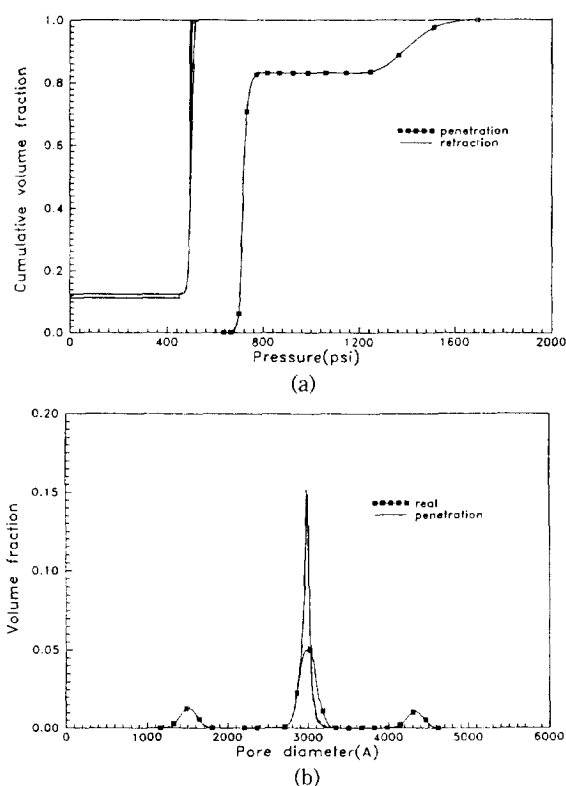 1.0
0.8
0.6
0.4
0.2
0.0
Cumulative volume fraction
penetration
retraction
0 400 800 1200 1600 2000
Pressure(psi)
(a)
0.20
0.15
0.10
0.05
0.00
Volume fraction
real
penetration
0 1000 2000 3000 4000 5000 6000
Pore diameter(A)
(b)